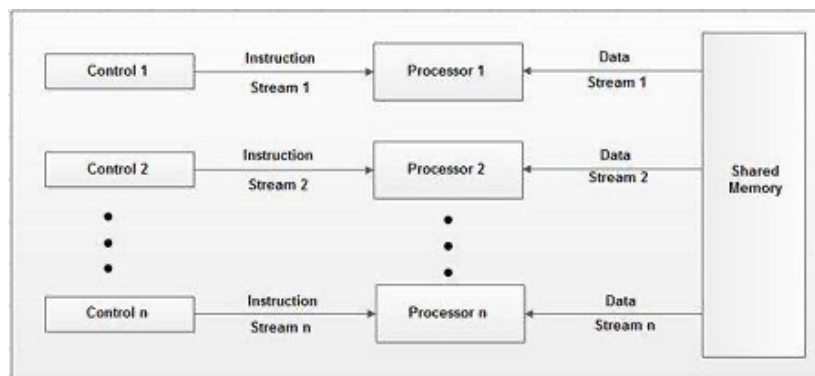 Control 1
Instruction
Stream 1
Processor 1
Data
Stream 1
Control 2
Instruction
Stream 2
Processor 2
Data
Stream 2
Shared
Memory
Control n
Instruction
Stream n
Processor n
Data
Stream n